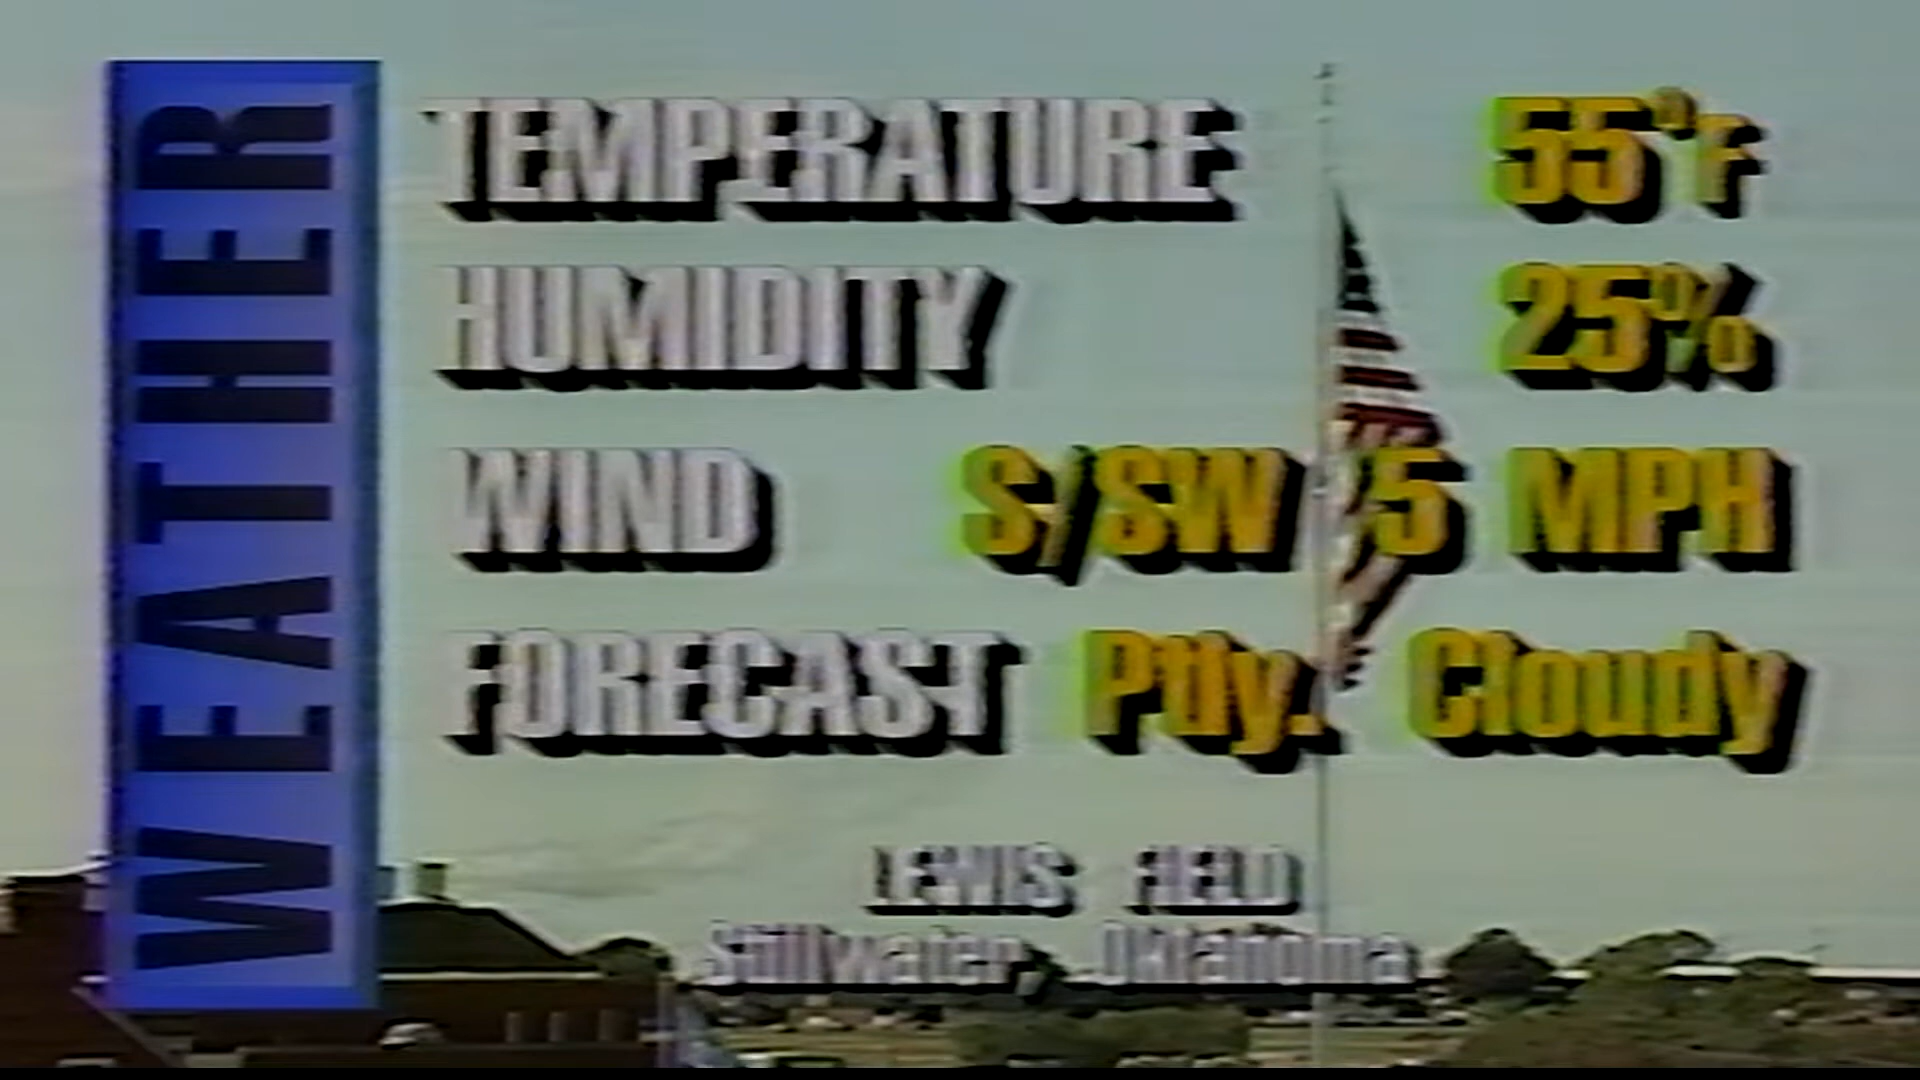 WEATHER
TEMPERATURE 55°F
HUMIDITY 25%
WIND S/SW 5 MPH
FORECAST Ptly. Cloudy
LEWIS FIELD
Stillwater, Oklahoma